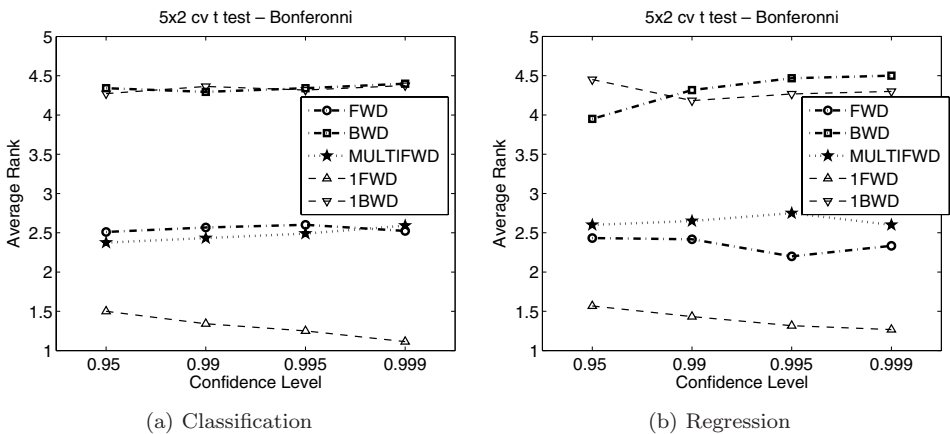 5x2 cv t test – Bonferonni
5
4.5
4
3.5
3
2.5
2
1.5
1
Average Rank
FWD
BWD
MULTIFWD
1FWD
1BWD
0.95 0.99 0.995 0.999
Confidence Level
(a) Classification
5x2 cv t test – Bonferonni
5
4.5
4
3.5
3
2.5
2
1.5
1
Average Rank
FWD
BWD
MULTIFWD
1FWD
1BWD
0.95 0.99 0.995 0.999
Confidence Level
(b) Regression